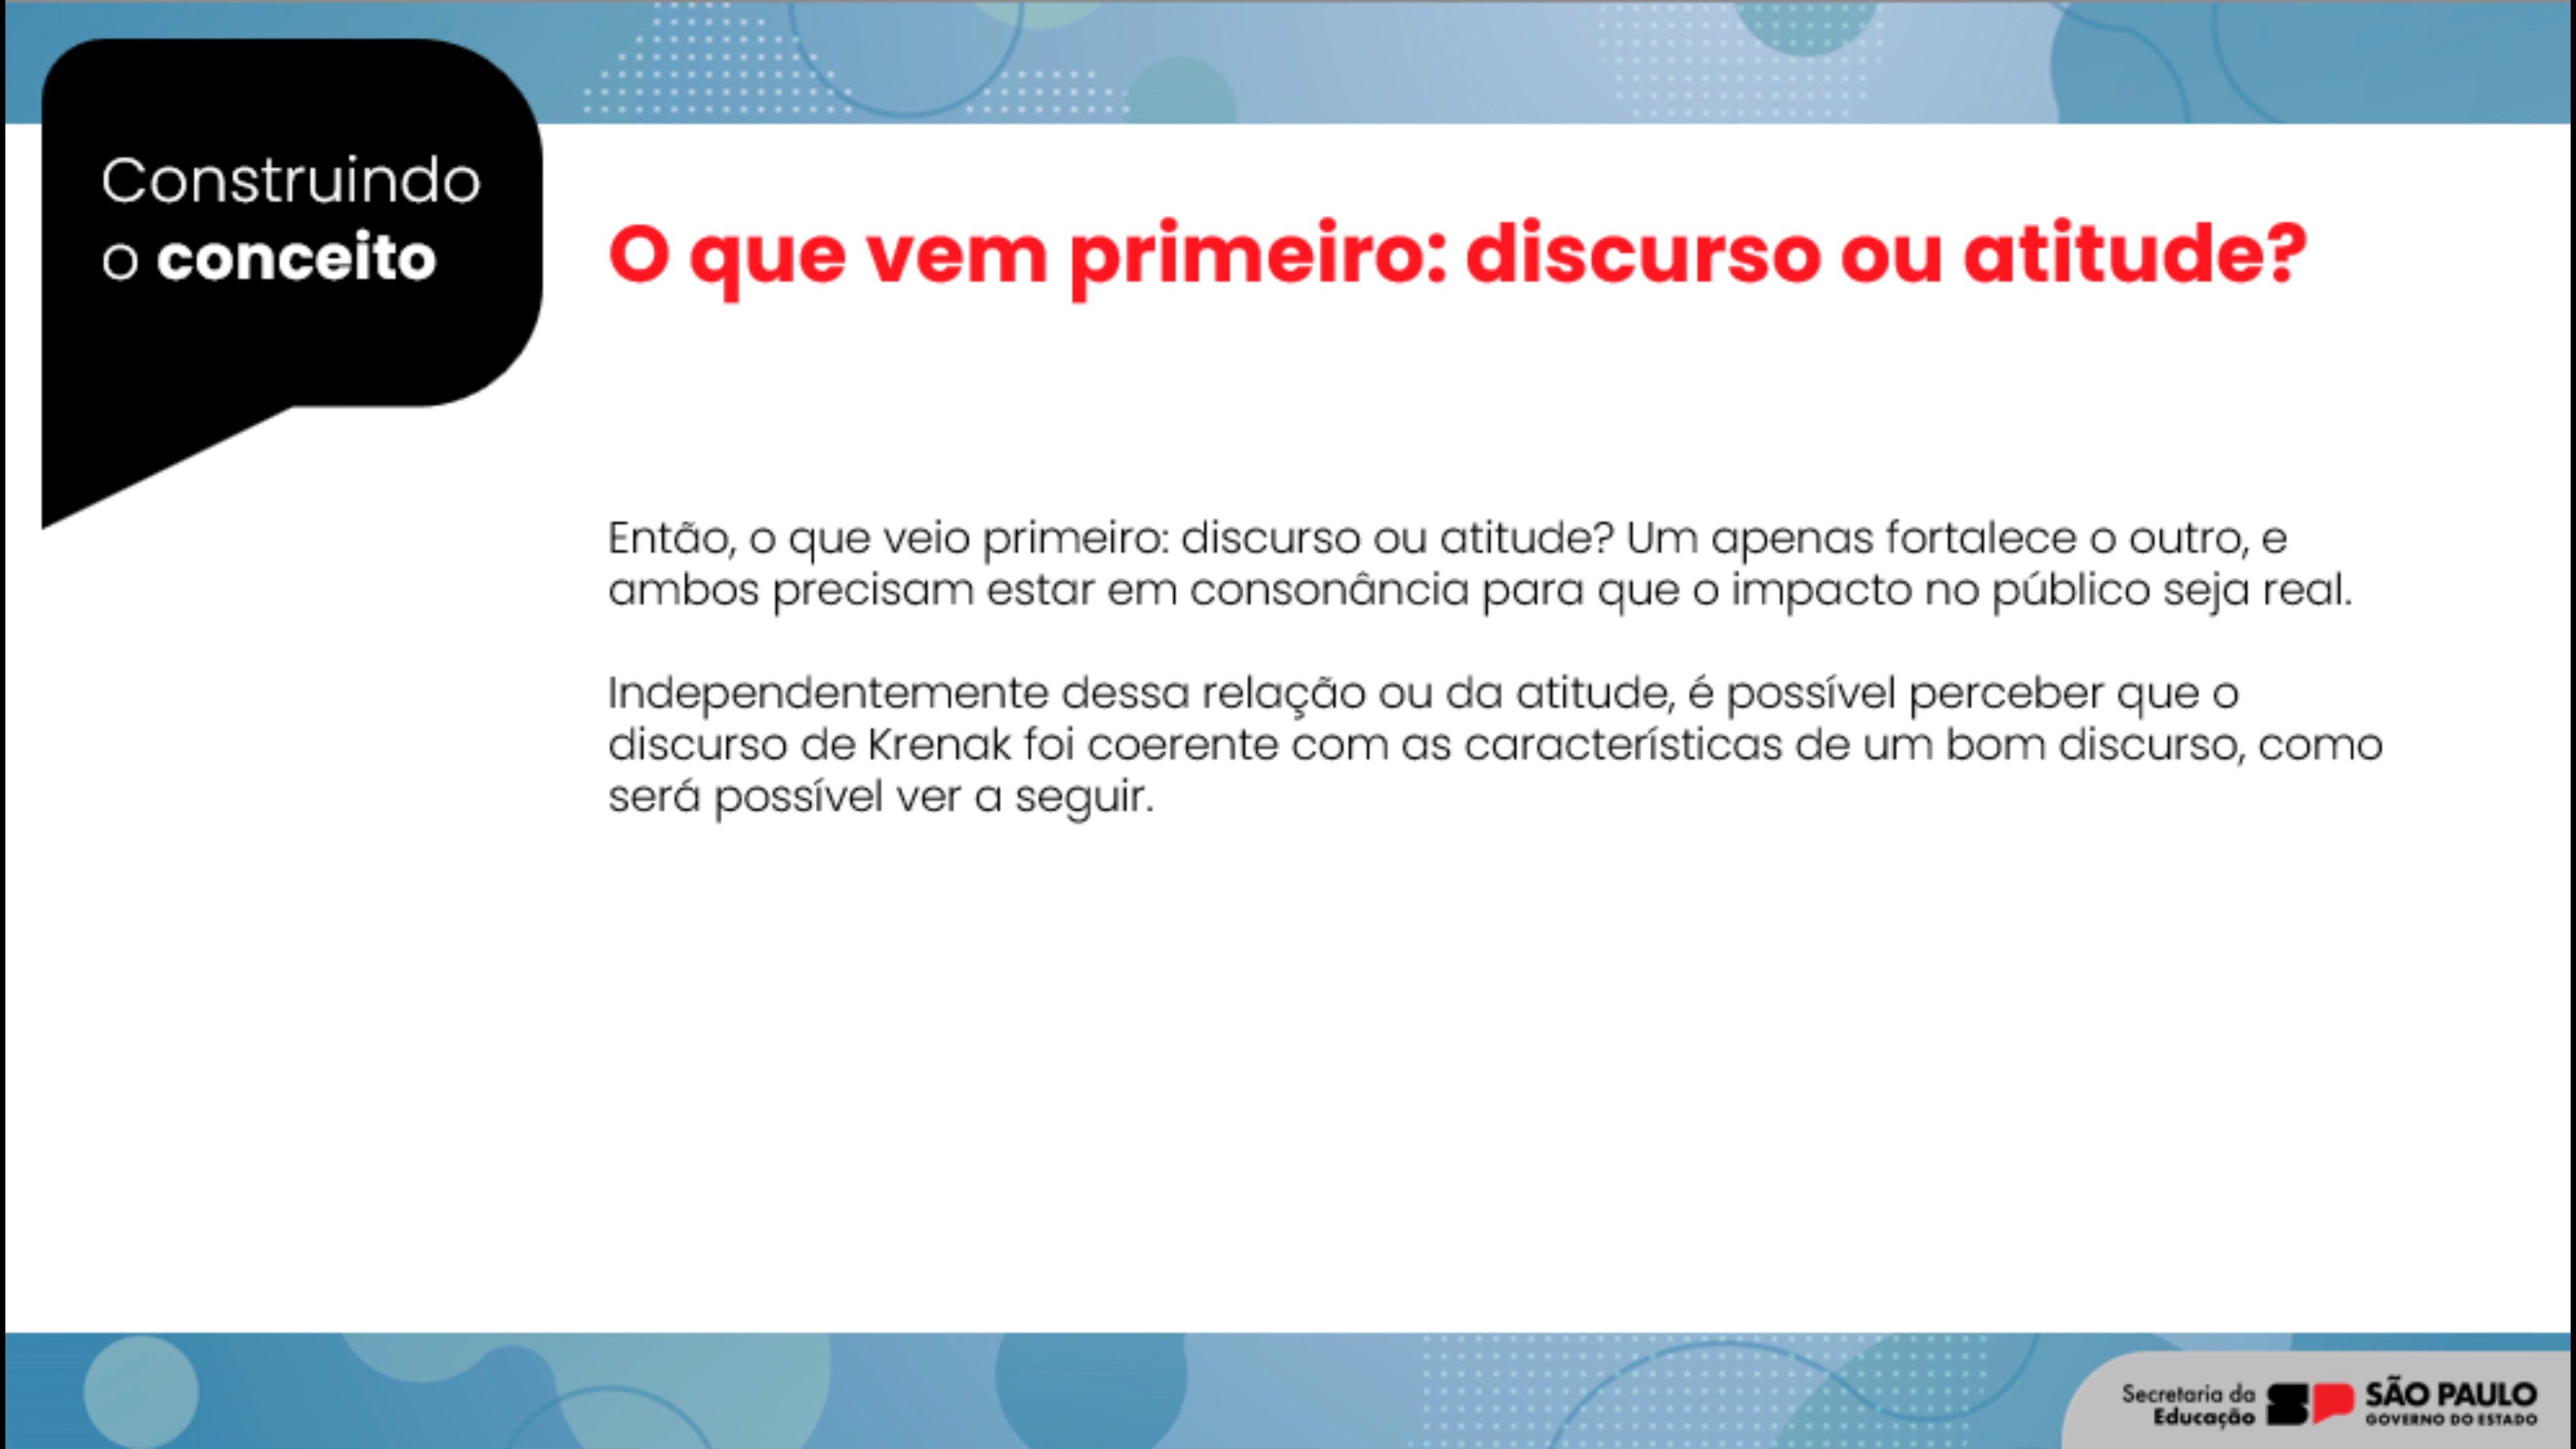 Construindo
o conceito
O que vem primeiro: discurso ou atitude?
Então, o que veio primeiro: discurso ou atitude? Um apenas fortalece o outro, e
ambos precisam estar em consonância para que o impacto no público seja real.
Independentemente dessa relação ou da atitude, é possível perceber que o
discurso de Krenak foi coerente com as características de um bom discurso, como
será possível ver a seguir.
Secretaria da
Educação
SÃO PAULO
GOVERNO DO ESTADO